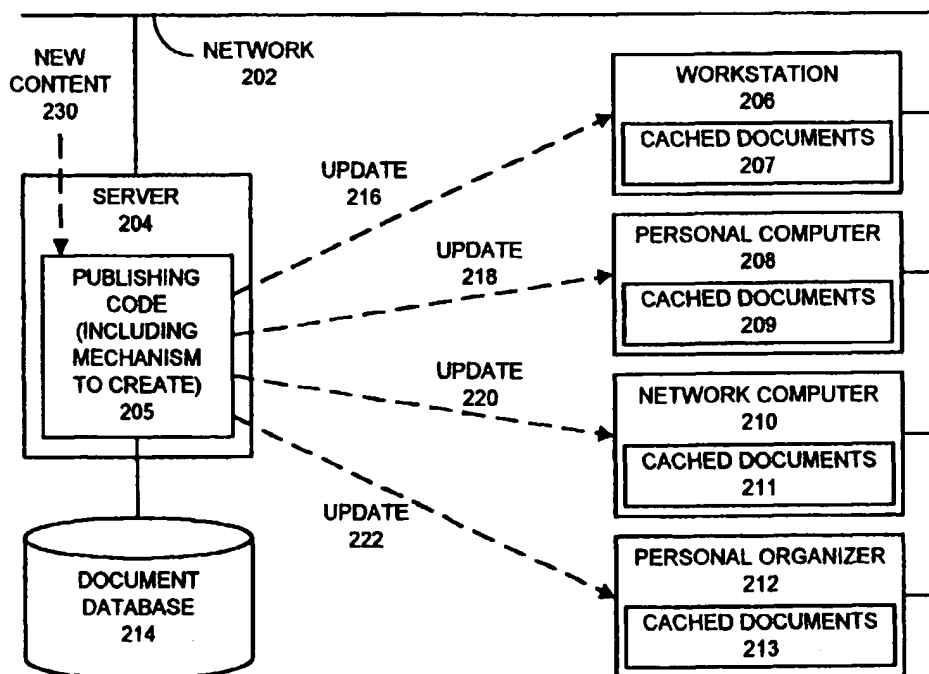 NETWORK
202
NEW
CONTENT
230
SERVER
204
PUBLISHING
CODE
(INCLUDING
MECHANISM
TO CREATE)
205
DOCUMENT
DATABASE
214
UPDATE
216
UPDATE
218
UPDATE
220
UPDATE
222
WORKSTATION
206
CACHED DOCUMENTS
207
PERSONAL COMPUTER
208
CACHED DOCUMENTS
209
NETWORK COMPUTER
210
CACHED DOCUMENTS
211
PERSONAL ORGANIZER
212
CACHED DOCUMENTS
213